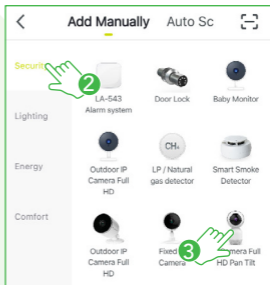 Add Manually Auto Sc
Security
2
LA-543
Alarm system
Door Lock
Baby Monitor
Lighting
CH₄
Energy
Outdoor IP
Camera Full
HD
LP / Natural
gas detector
Smart Smoke
Detector
Comfort
3
Outdoor IP
Camera Full
HD
Fixed
Camera
amera Full
HD Pan Tilt